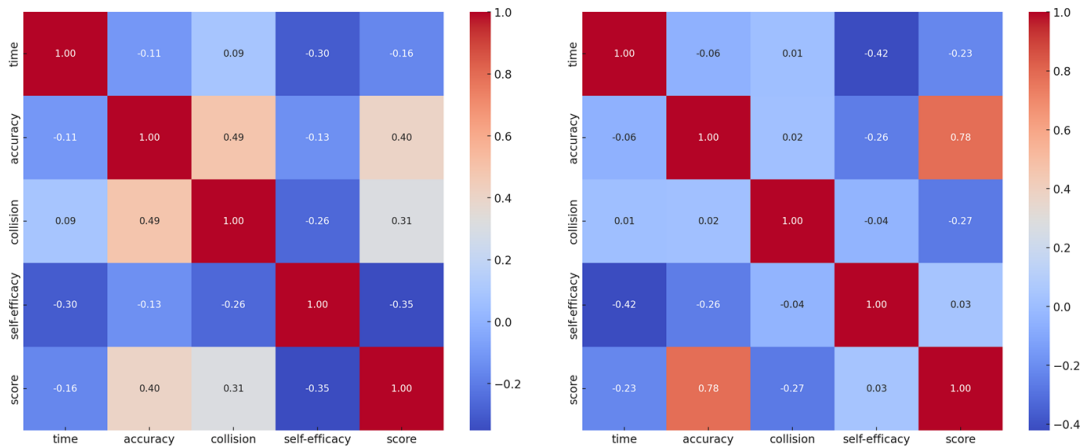 time 1.00 -0.11 0.09 -0.30 -0.16
accuracy -0.11 1.00 0.49 -0.13 0.40
collision 0.09 0.49 1.00 -0.26 0.31
self-efficacy -0.30 -0.13 -0.26 1.00 -0.35
score -0.16 0.40 0.31 -0.35 1.00
time accuracy collision self-efficacy score
1.0
0.8
0.6
0.4
0.2
0.0
−0.2
time 1.00 -0.06 0.01 -0.42 -0.23
accuracy -0.06 1.00 0.02 -0.26 0.78
collision 0.01 0.02 1.00 -0.04 -0.27
self-efficacy -0.42 -0.26 -0.04 1.00 0.03
score -0.23 0.78 -0.27 0.03 1.00
time accuracy collision self-efficacy score
1.0
0.8
0.6
0.4
0.2
0.0
−0.2
−0.4